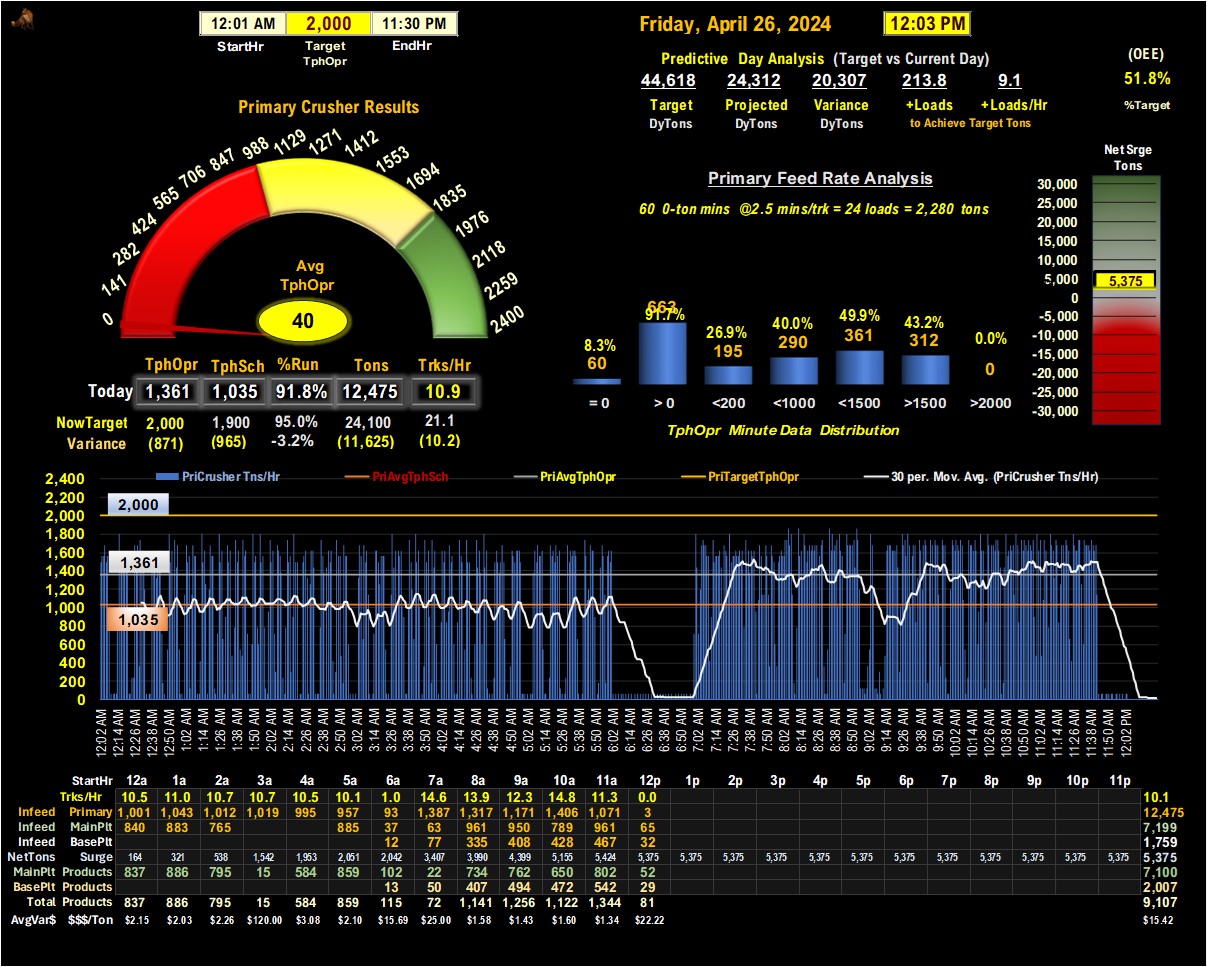 12:01 AM 2,000 11:30 PM
StartHr Target EndHr
TphOpr
Friday, April 26, 2024 12:03 PM
Predictive Day Analysis (Target vs Current Day)
44,618 24,312 20,307 213.8 9.1
Target Projected Variance +Loads +Loads/Hr
DyTons DyTons DyTons to Achieve Target Tons
(OEE)
51.8%
%Target
Primary Crusher Results
0 141 282 424 565 706 847 988 1129 1271 1412 1553 1694 1835 1976 2118 2259 2400
Avg
TphOpr
40
TphOpr TphSch %Run Tons Trks/Hr
Today 1,361 1,035 91.8% 12,475 10.9
NowTarget 2,000 1,900 95.0% 24,100 21.1
Variance (871) (965) -3.2% (11,625) (10.2)
Primary Feed Rate Analysis
60 0-ton mins @2.5 mins/trk = 24 loads = 2,280 tons
8.3% 91.7% 26.9% 40.0% 49.9% 43.2% 0.0%
60 663 195 290 361 312 0
= 0 > 0 <200 <1000 <1500 >1500 >2000
TphOpr Minute Data Distribution
Net Srge
Tons
30,000
25,000
20,000
15,000
10,000
5,000
0
-5,000
-10,000
-15,000
-20,000
-25,000
-30,000
5,375
PriCrusher Tns/Hr PriAvgTphSch PriAvgTphOpr PriTargetTphOpr 30 per. Mov. Avg. (PriCrusher Tns/Hr)
2,400
2,200
2,000
1,800
1,600
1,400
1,200
1,000
800
600
400
200
0
2,000
1,361
1,035
12:02 AM 12:14 AM 12:26 AM 12:38 AM 12:50 AM 1:02 AM 1:14 AM 1:26 AM 1:38 AM 1:50 AM 2:02 AM 2:14 AM 2:26 AM 2:38 AM 2:50 AM 3:02 AM 3:14 AM 3:26 AM 3:38 AM 3:50 AM 4:02 AM 4:14 AM 4:26 AM 4:38 AM 4:50 AM 5:02 AM 5:14 AM 5:26 AM 5:38 AM 5:50 AM 6:02 AM 6:14 AM 6:26 AM 6:38 AM 6:50 AM 7:02 AM 7:14 AM 7:26 AM 7:38 AM 7:50 AM 8:02 AM 8:14 AM 8:26 AM 8:38 AM 8:50 AM 9:02 AM 9:14 AM 9:26 AM 9:38 AM 9:50 AM 10:02 AM 10:14 AM 10:26 AM 10:38 AM 10:50 AM 11:02 AM 11:14 AM 11:26 AM 11:38 AM 11:50 AM 12:02 PM
StartHr 12a 1a 2a 3a 4a 5a 6a 7a 8a 9a 10a 11a 12p 1p 2p 3p 4p 5p 6p 7p 8p 9p 10p 11p
Trks/Hr 10.5 11.0 10.7 10.7 10.5 10.1 1.0 14.6 13.9 12.3 14.8 11.3 0.0 10.1
Infeed Primary 1,001 1,043 1,012 1,019 995 957 93 1,387 1,317 1,171 1,406 1,071 3 12,475
Infeed MainPlt 840 883 765 885 37 63 961 950 789 961 65 7,199
Infeed BasePlt 12 77 335 408 428 467 32 1,759
NetTons Surge 164 321 538 1,542 1,953 2,051 2,042 3,407 3,990 4,399 5,155 5,424 5,375 5,375 5,375 5,375 5,375 5,375 5,375 5,375 5,375 5,375 5,375 5,375 5,375
MainPlt Products 837 886 795 15 584 859 102 22 734 762 650 802 52 7,100
BasePlt Products 13 50 407 494 472 542 29 2,007
Total Products 837 886 795 15 584 859 115 72 1,141 1,256 1,122 1,344 81 9,107
AvgVar$ $$$/Ton $2.15 $2.03 $2.26 $120.00 $3.08 $2.10 $15.69 $25.00 $1.58 $1.43 $1.60 $1.34 $22.22 $15.42